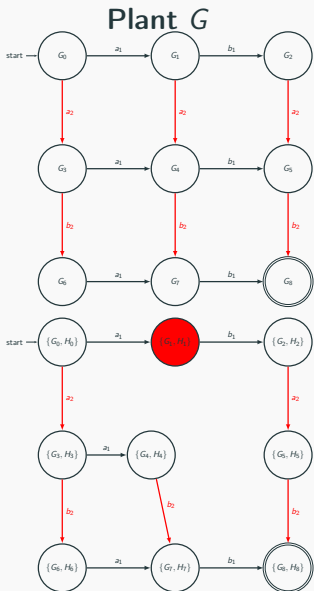 Plant G
start G₀ a₁ G₁ b₁ G₂
a₂ a₂ a₂
G₃ a₁ G₄ b₁ G₅
b₂ b₂ b₂
G₆ a₁ G₇ b₁ G₈
start {G₀, H₀} a₁ {G₁, H₁} b₁ {G₂, H₂}
a₂ a₂
{G₃, H₃} a₁ {G₄, H₄} {G₅, H₅}
b₂ b₂ b₂
{G₆, H₆} a₁ {G₇, H₇} b₁ {G₈, H₈}